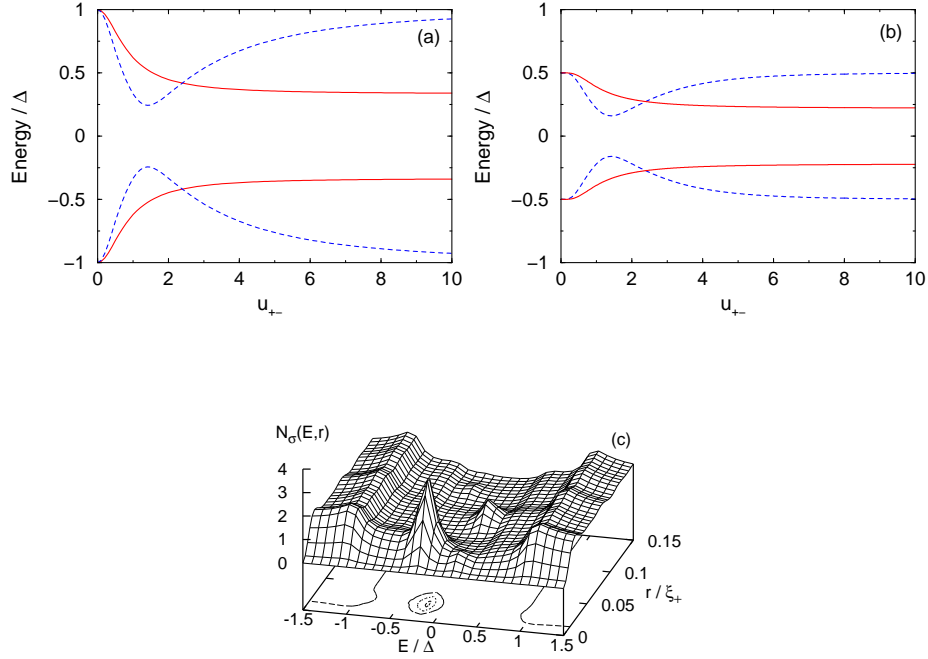 1
0.5
0
−0.5
−1
Energy / Δ
(a)
0 2 4 6 8 10
u+−
1
0.5
0
−0.5
−1
Energy / Δ
(b)
0 2 4 6 8 10
u+−
Nσ(E,r)
(c)
4
3
2
1
0
-1.5 -1 -0.5 0 0.5 1 1.5
E / Δ
0 0.05 0.1 0.15
r / ξ+